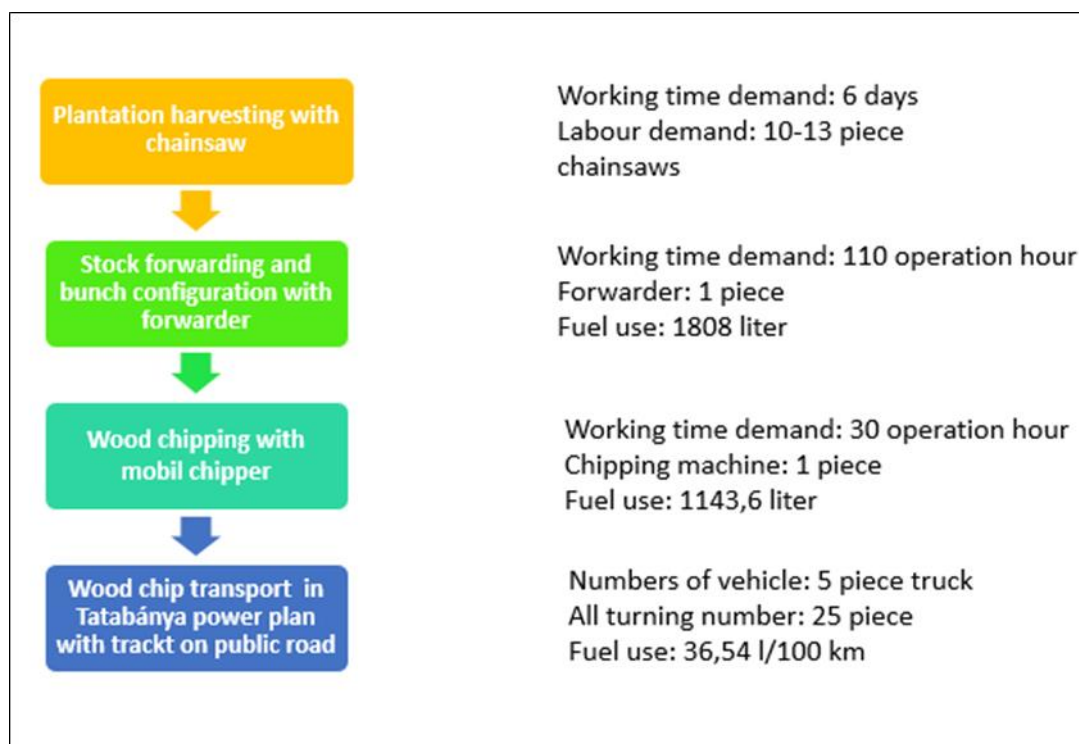 Plantation harvesting with
chainsaw
Working time demand: 6 days
Labour demand: 10-13 piece
chainsaws
Stock forwarding and
bunch configuration with
forwarder
Working time demand: 110 operation hour
Forwarder: 1 piece
Fuel use: 1808 liter
Wood chipping with
mobil chipper
Working time demand: 30 operation hour
Chipping machine: 1 piece
Fuel use: 1143,6 liter
Wood chip transport in
Tatabánya power plan
with trackt on public road
Numbers of vehicle: 5 piece truck
All turning number: 25 piece
Fuel use: 36,54 l/100 km